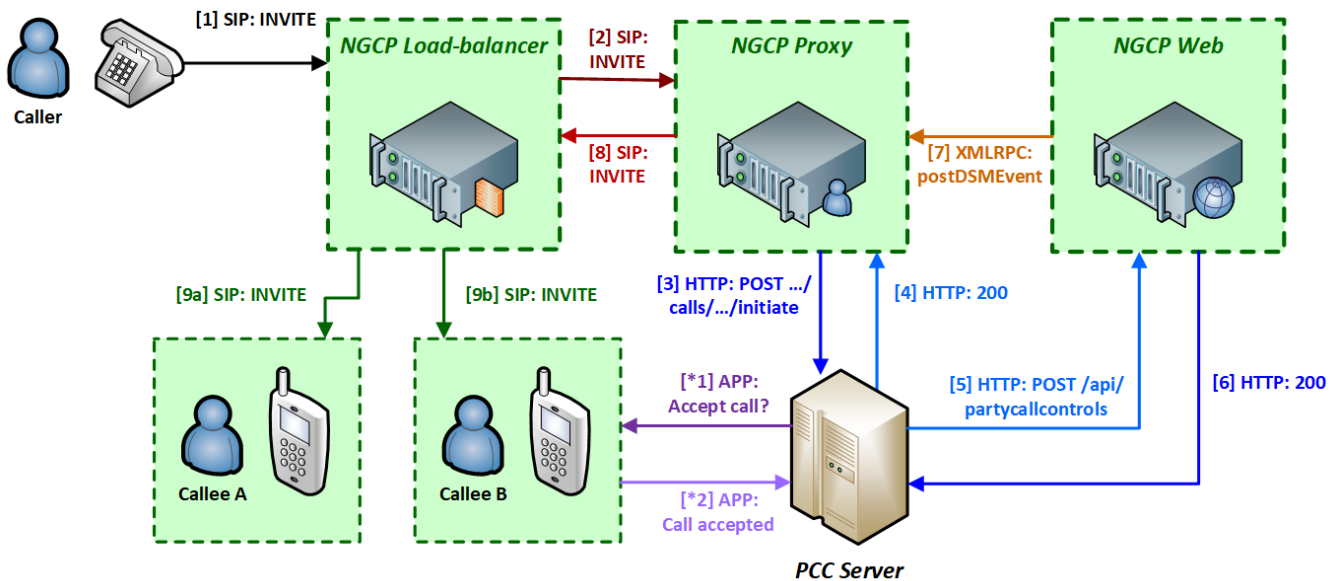 [1] SIP: INVITE
Caller
NGCP Load-balancer
[2] SIP:
INVITE
NGCP Proxy
NGCP Web
[8] SIP:
INVITE
[7] XMLRPC:
postDSMEvent
[9a] SIP: INVITE
[9b] SIP: INVITE
[3] HTTP: POST …/
calls/…/initiate
[4] HTTP: 200
[*1] APP:
Accept call?
[5] HTTP: POST /api/
partycallcontrols
[6] HTTP: 200
Callee A
Callee B
[*2] APP:
Call accepted
PCC Server